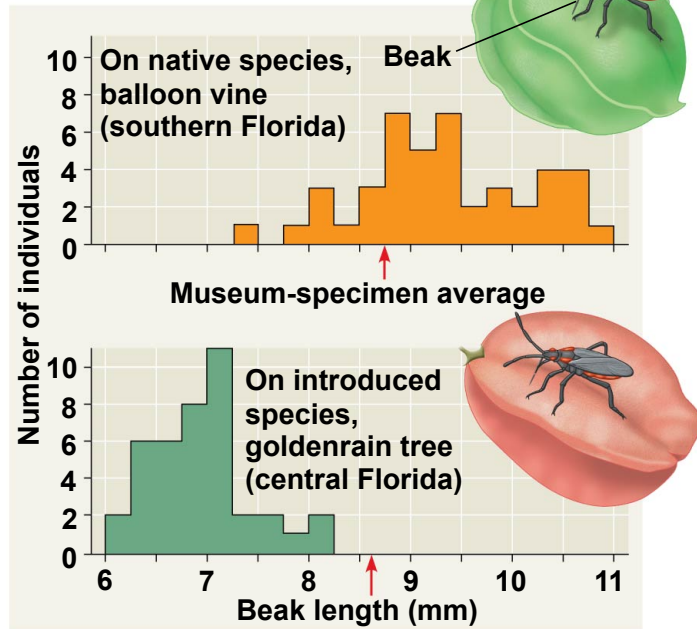 10
8
6
4
2
0
On native species,
balloon vine
(southern Florida)
Beak
Museum-specimen average
Number of individuals
10
8
6
4
2
0
On introduced
species,
goldenrain tree
(central Florida)
6 7 8 9 10 11
Beak length (mm)